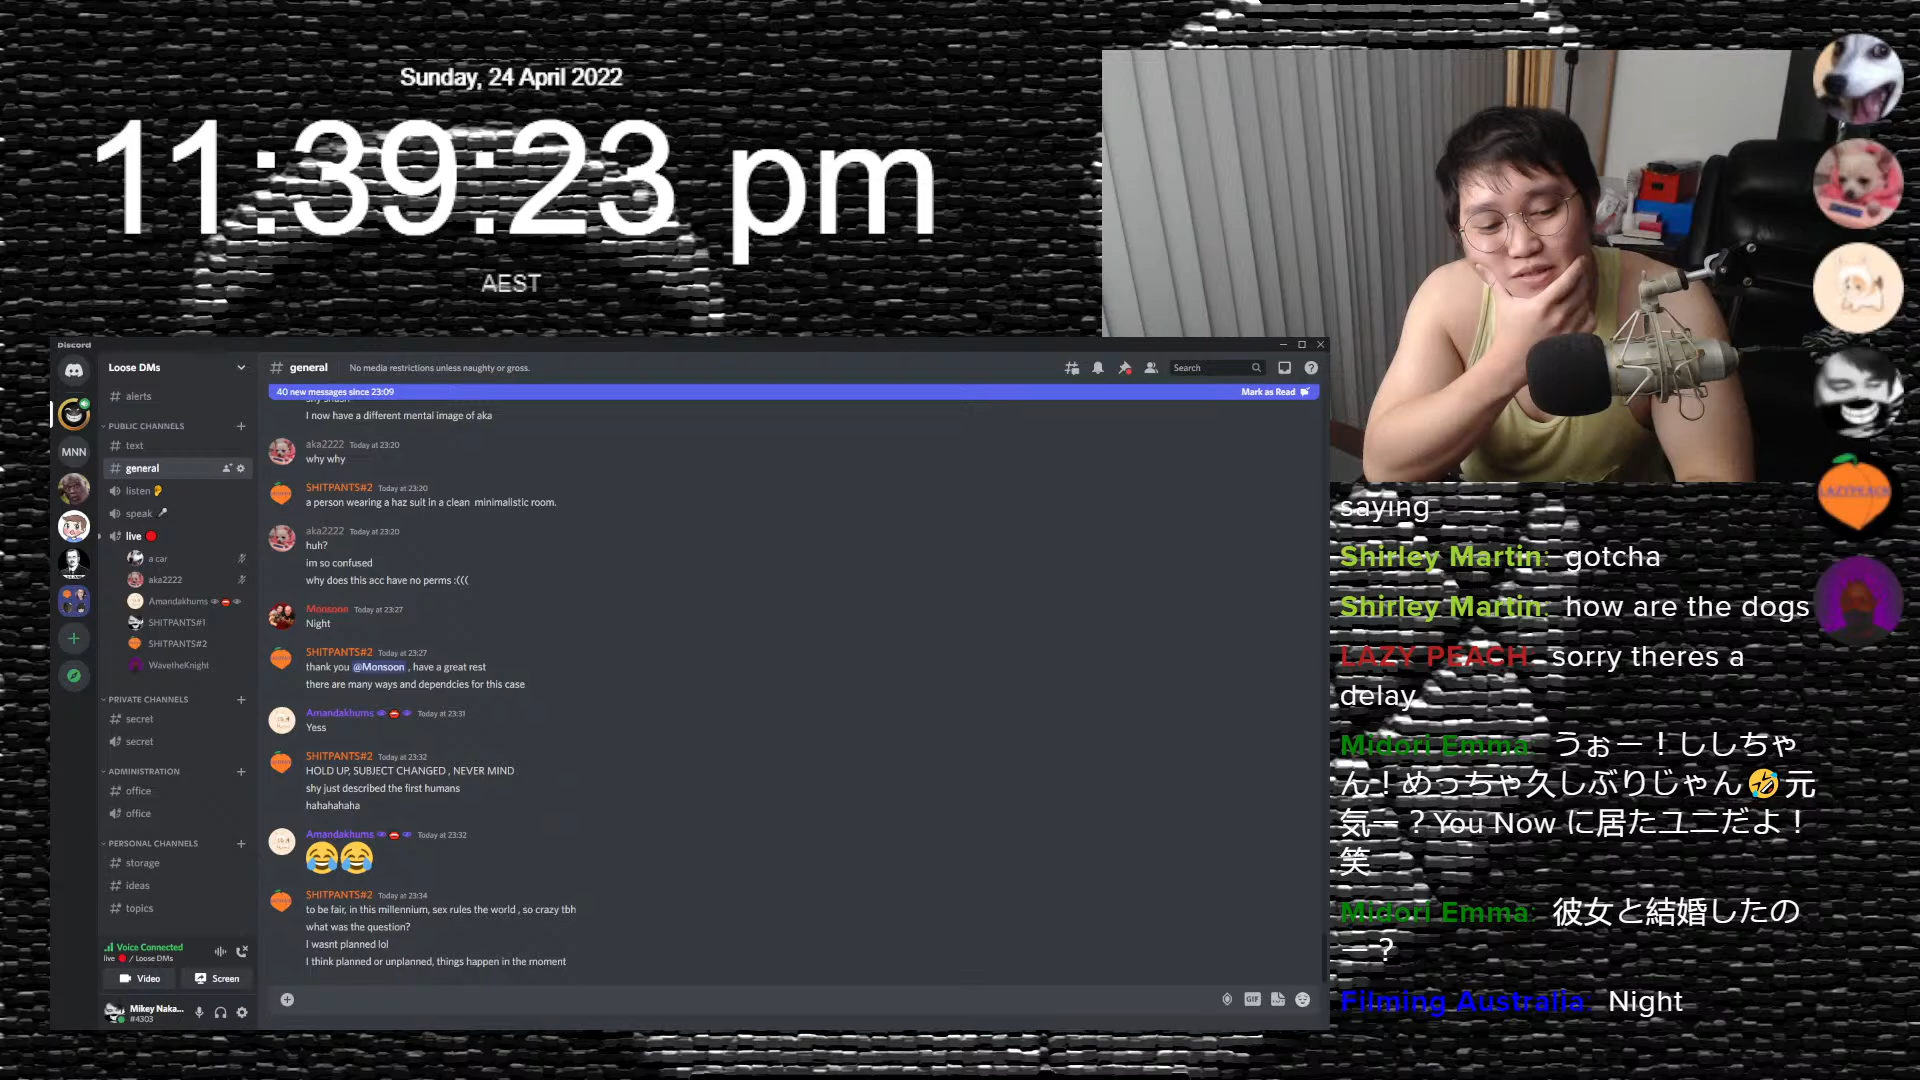 Sunday, 24 April 2022
11:39:23 pm
AEST
Discord
Loose DMs
general
No media restrictions unless naughty or gross.
Search
40 new messages since 23:09
Mark as Read
alerts
PUBLIC CHANNELS
text
general
listen 👂
speak 🎤
live 🔴
a car
aka2222
Amandakhums 👁️👄👁️
SHITPANTS#1
SHITPANTS#2
WavetheKnight
PRIVATE CHANNELS
secret
secret
ADMINISTRATION
office
office
PERSONAL CHANNELS
storage
ideas
topics
Voice Connected
live 🔴 / Loose DMs
Video
Screen
Mikey Naka...
#4303
MNN
I now have a different mental image of aka
aka2222 Today at 23:20
why why
SHITPANTS#2 Today at 23:20
a person wearing a haz suit in a clean minimalistic room.
aka2222 Today at 23:20
huh?
im so confused
why does this acc have no perms :(((
Monsoon Today at 23:27
Night
SHITPANTS#2 Today at 23:27
thank you @Monsoon , have a great rest
there are many ways and dependcies for this case
Amandakhums 👁️👄👁️ Today at 23:31
Yess
SHITPANTS#2 Today at 23:32
HOLD UP, SUBJECT CHANGED , NEVER MIND
shy just described the first humans
hahahahaha
Amandakhums 👁️👄👁️ Today at 23:32
😂😂
SHITPANTS#2 Today at 23:34
to be fair, in this millennium, sex rules the world , so crazy tbh
what was the question?
I wasnt planned lol
I think planned or unplanned, things happen in the moment
GIF
saying
Shirley Martin: gotcha
Shirley Martin: how are the dogs
LAZY PEACH: sorry theres a
delay
Midori Emma: うぉー！ししちゃ
ん！めっちゃ久しぶりじゃん🤣元
気ー？You Now に居たユニだよ！
笑
Midori Emma: 彼女と結婚したの
ー？
Filming Australia: Night
LAZYPEACH